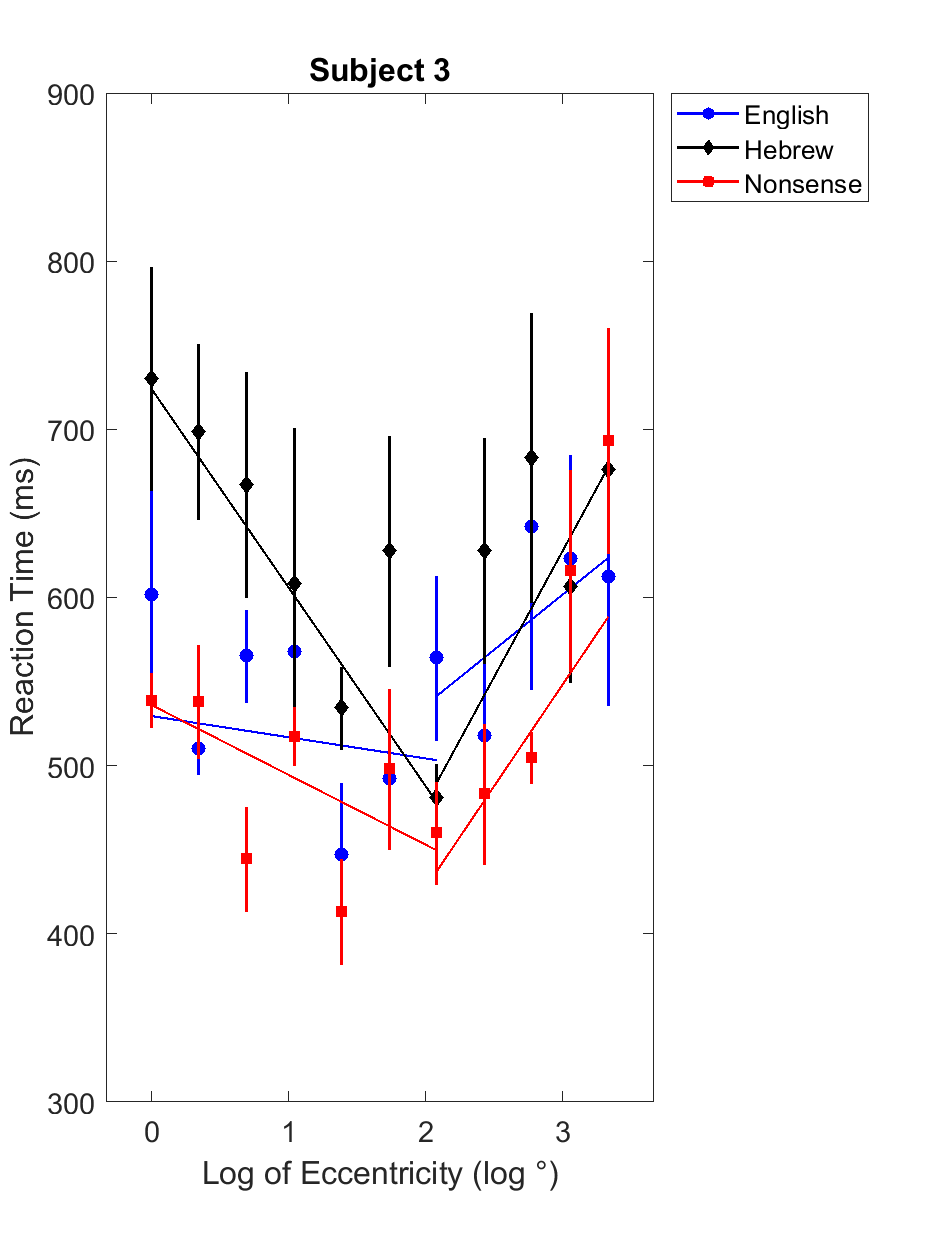 Subject 3
900
800
700
600
500
400
300
0 1 2 3
Reaction Time (ms)
Log of Eccentricity (log °)
English
Hebrew
Nonsense